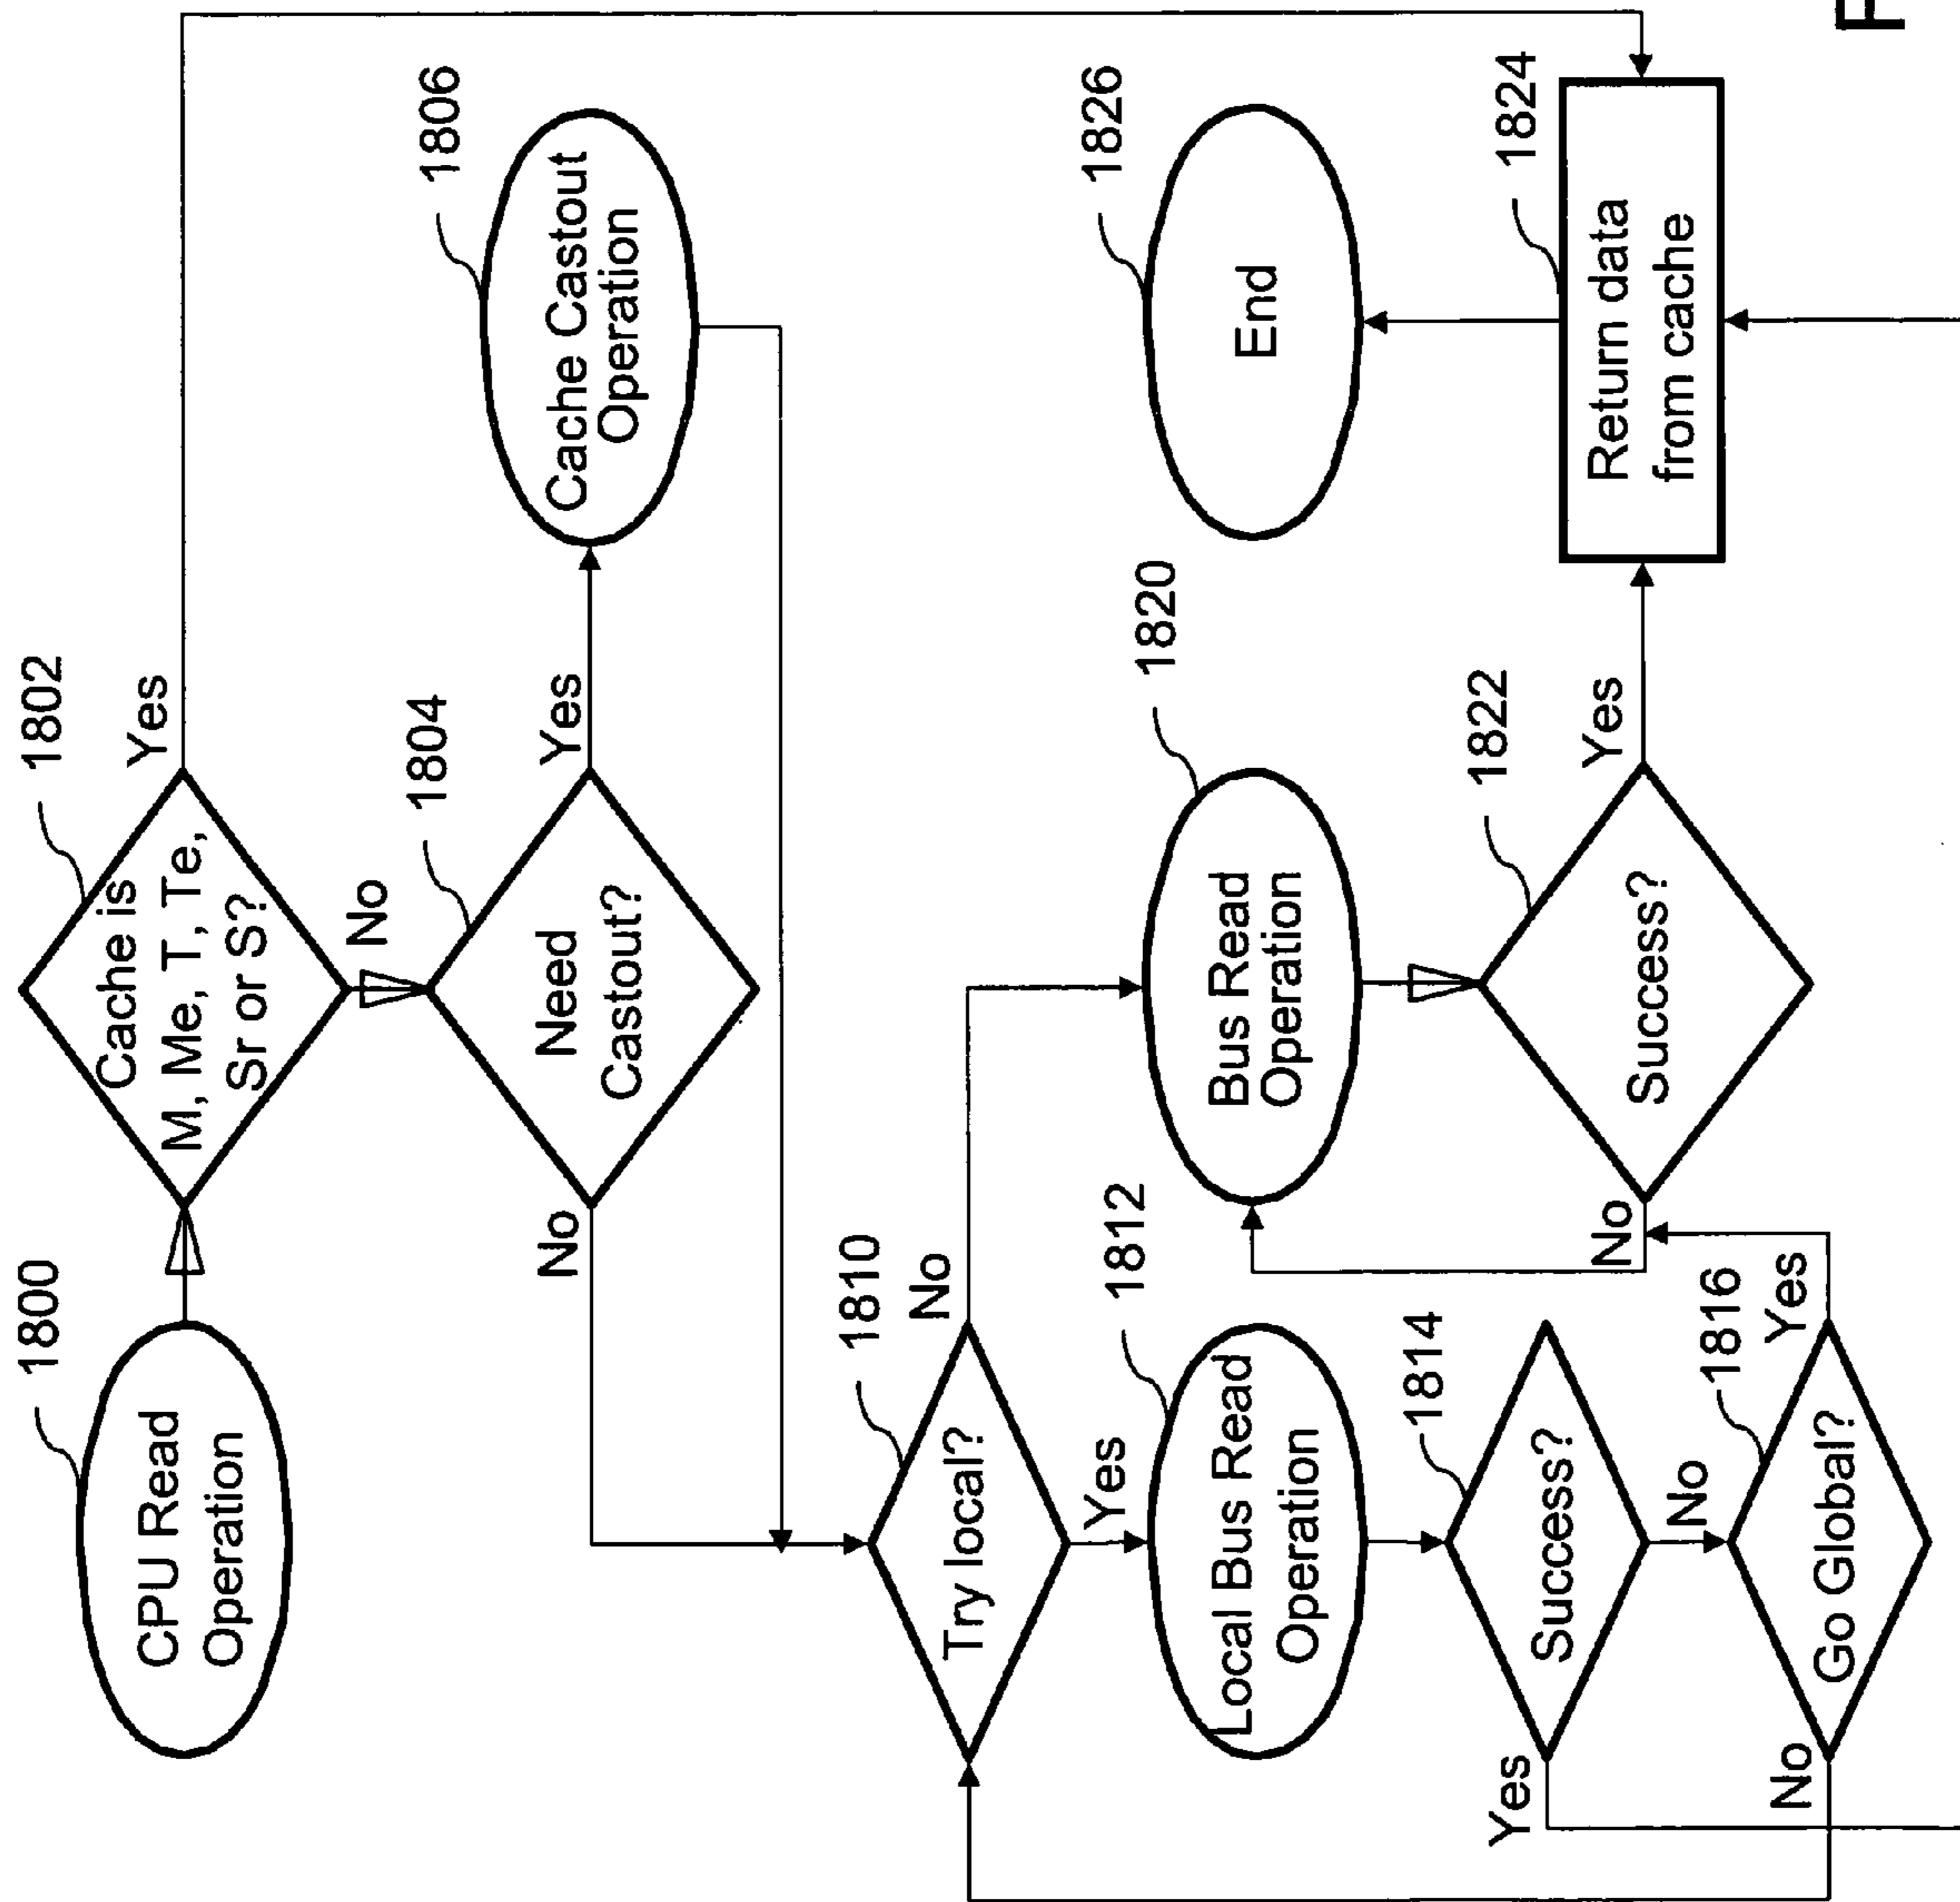 1800
CPU Read
Operation
1802
Cache is
M, Me, T, Te,
Sr or S?
Yes
No
1804
Need
Castout?
Yes
No
1806
Cache Castout
Operation
1810
Try local?
No
Yes
1812
Local Bus Read
Operation
1814
Success?
Yes
No
1816
Go Global?
Yes
No
1820
Bus Read
Operation
1822
Success?
Yes
No
1824
Return data
from cache
1826
End
F